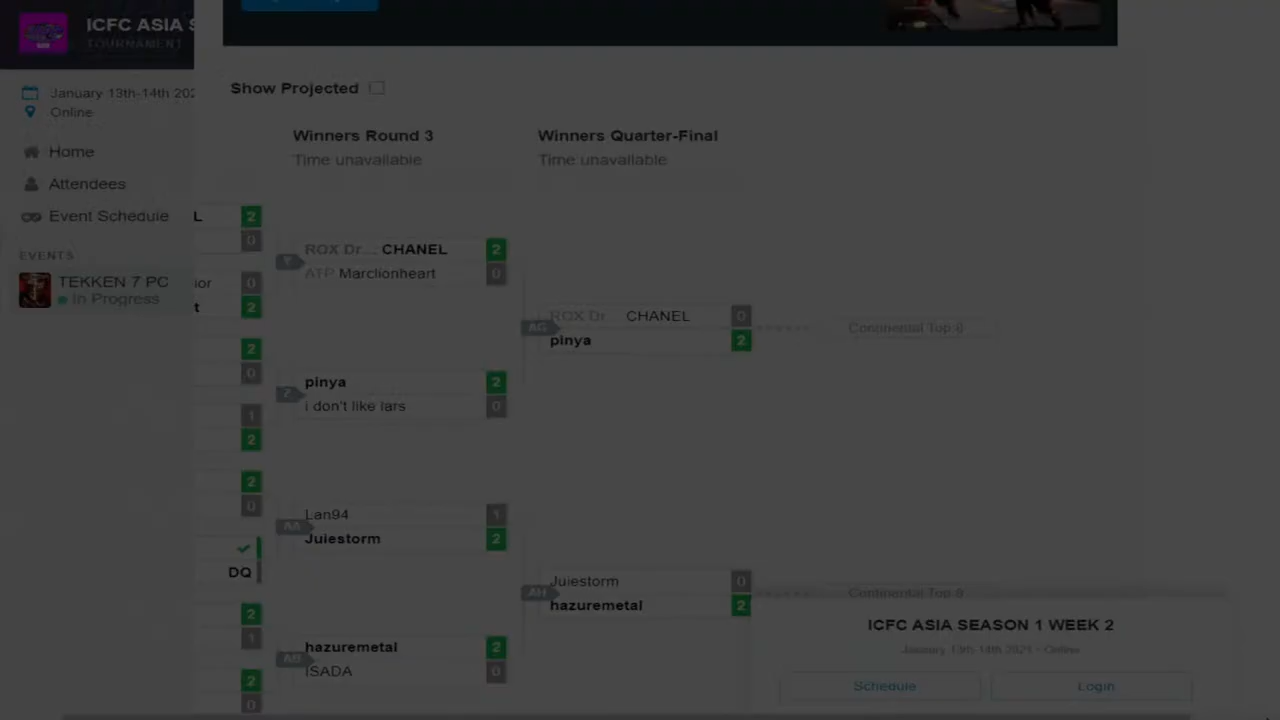 ICFC ASIA S
TOURNAMENT
January 13th-14th 202
Online
Home
Attendees
Event Schedule
EVENTS
TEKKEN 7 PC
In Progress
Show Projected
Winners Round 3
Time unavailable
Winners Quarter-Final
Time unavailable
L 2
0
ior 0
t 2
2
0
1
2
2
0
DQ
2
1
2
0
Y
ROX Dr... CHANEL 2
ATP Marclionheart 0
Z
pinya 2
i don't like lars 0
AA
Lan94 1
Juiestorm 2
AB
hazuremetal 2
ISADA 0
AG
ROX Dr CHANEL 0
pinya 2
Continental Top 8
AH
Juiestorm 0
hazuremetal 2
Continental Top 8
ICFC ASIA SEASON 1 WEEK 2
January 13th-14th 2021 • Online
Schedule
Login